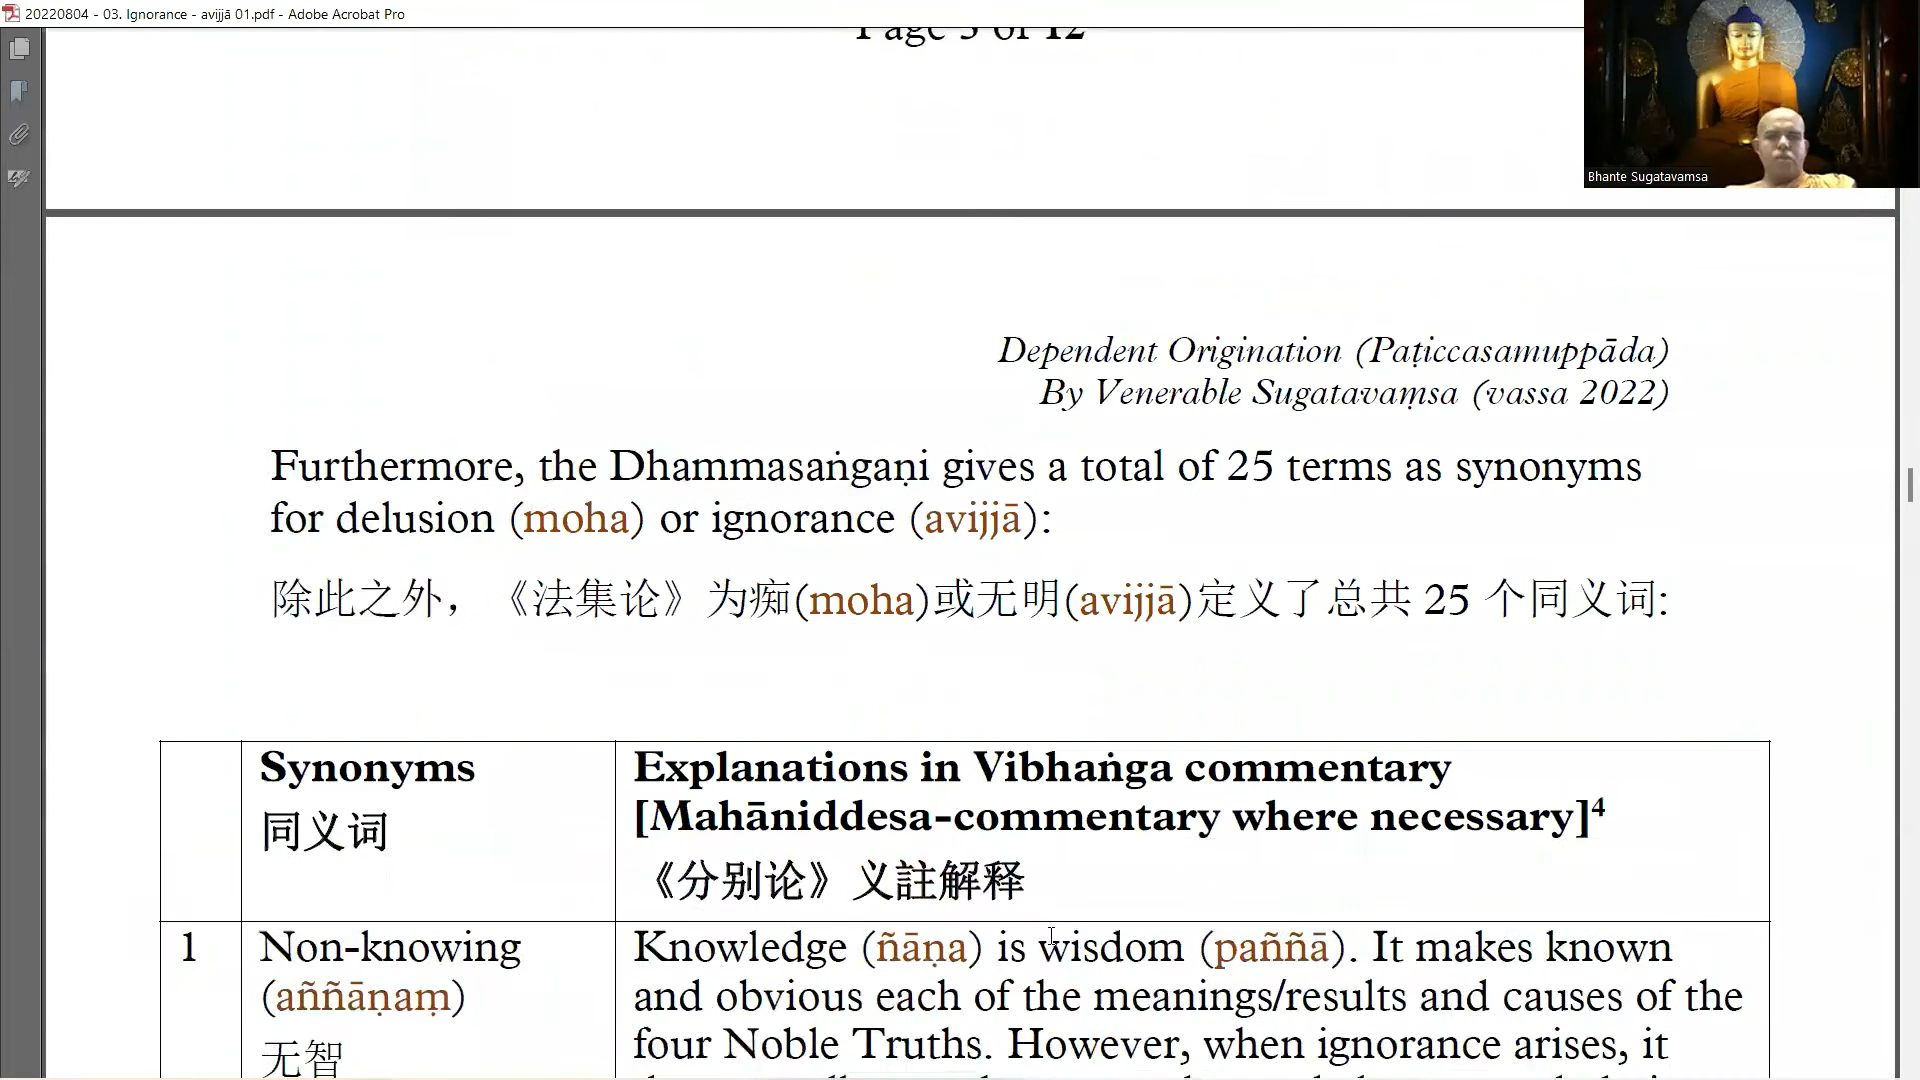 20220804 - 03. Ignorance - avijjā 01.pdf - Adobe Acrobat Pro
Page 3 of 12
Bhante Sugatavamsa
Dependent Origination (Paṭiccasamuppāda)
By Venerable Sugatavaṃsa (vassa 2022)
Furthermore, the Dhammasaṅgaṇi gives a total of 25 terms as synonyms
for delusion (moha) or ignorance (avijjā):
除此之外，《法集论》为痴(moha)或无明(avijjā)定义了总共 25 个同义词:
Synonyms
同义词
Explanations in Vibhaṅga commentary
[Mahāniddesa-commentary where necessary]⁴
《分别论》义註解释
1
Non-knowing
(aññāṇaṃ)
无智
Knowledge (ñāṇa) is wisdom (paññā). It makes known
and obvious each of the meanings/results and causes of the
four Noble Truths. However, when ignorance arises, it